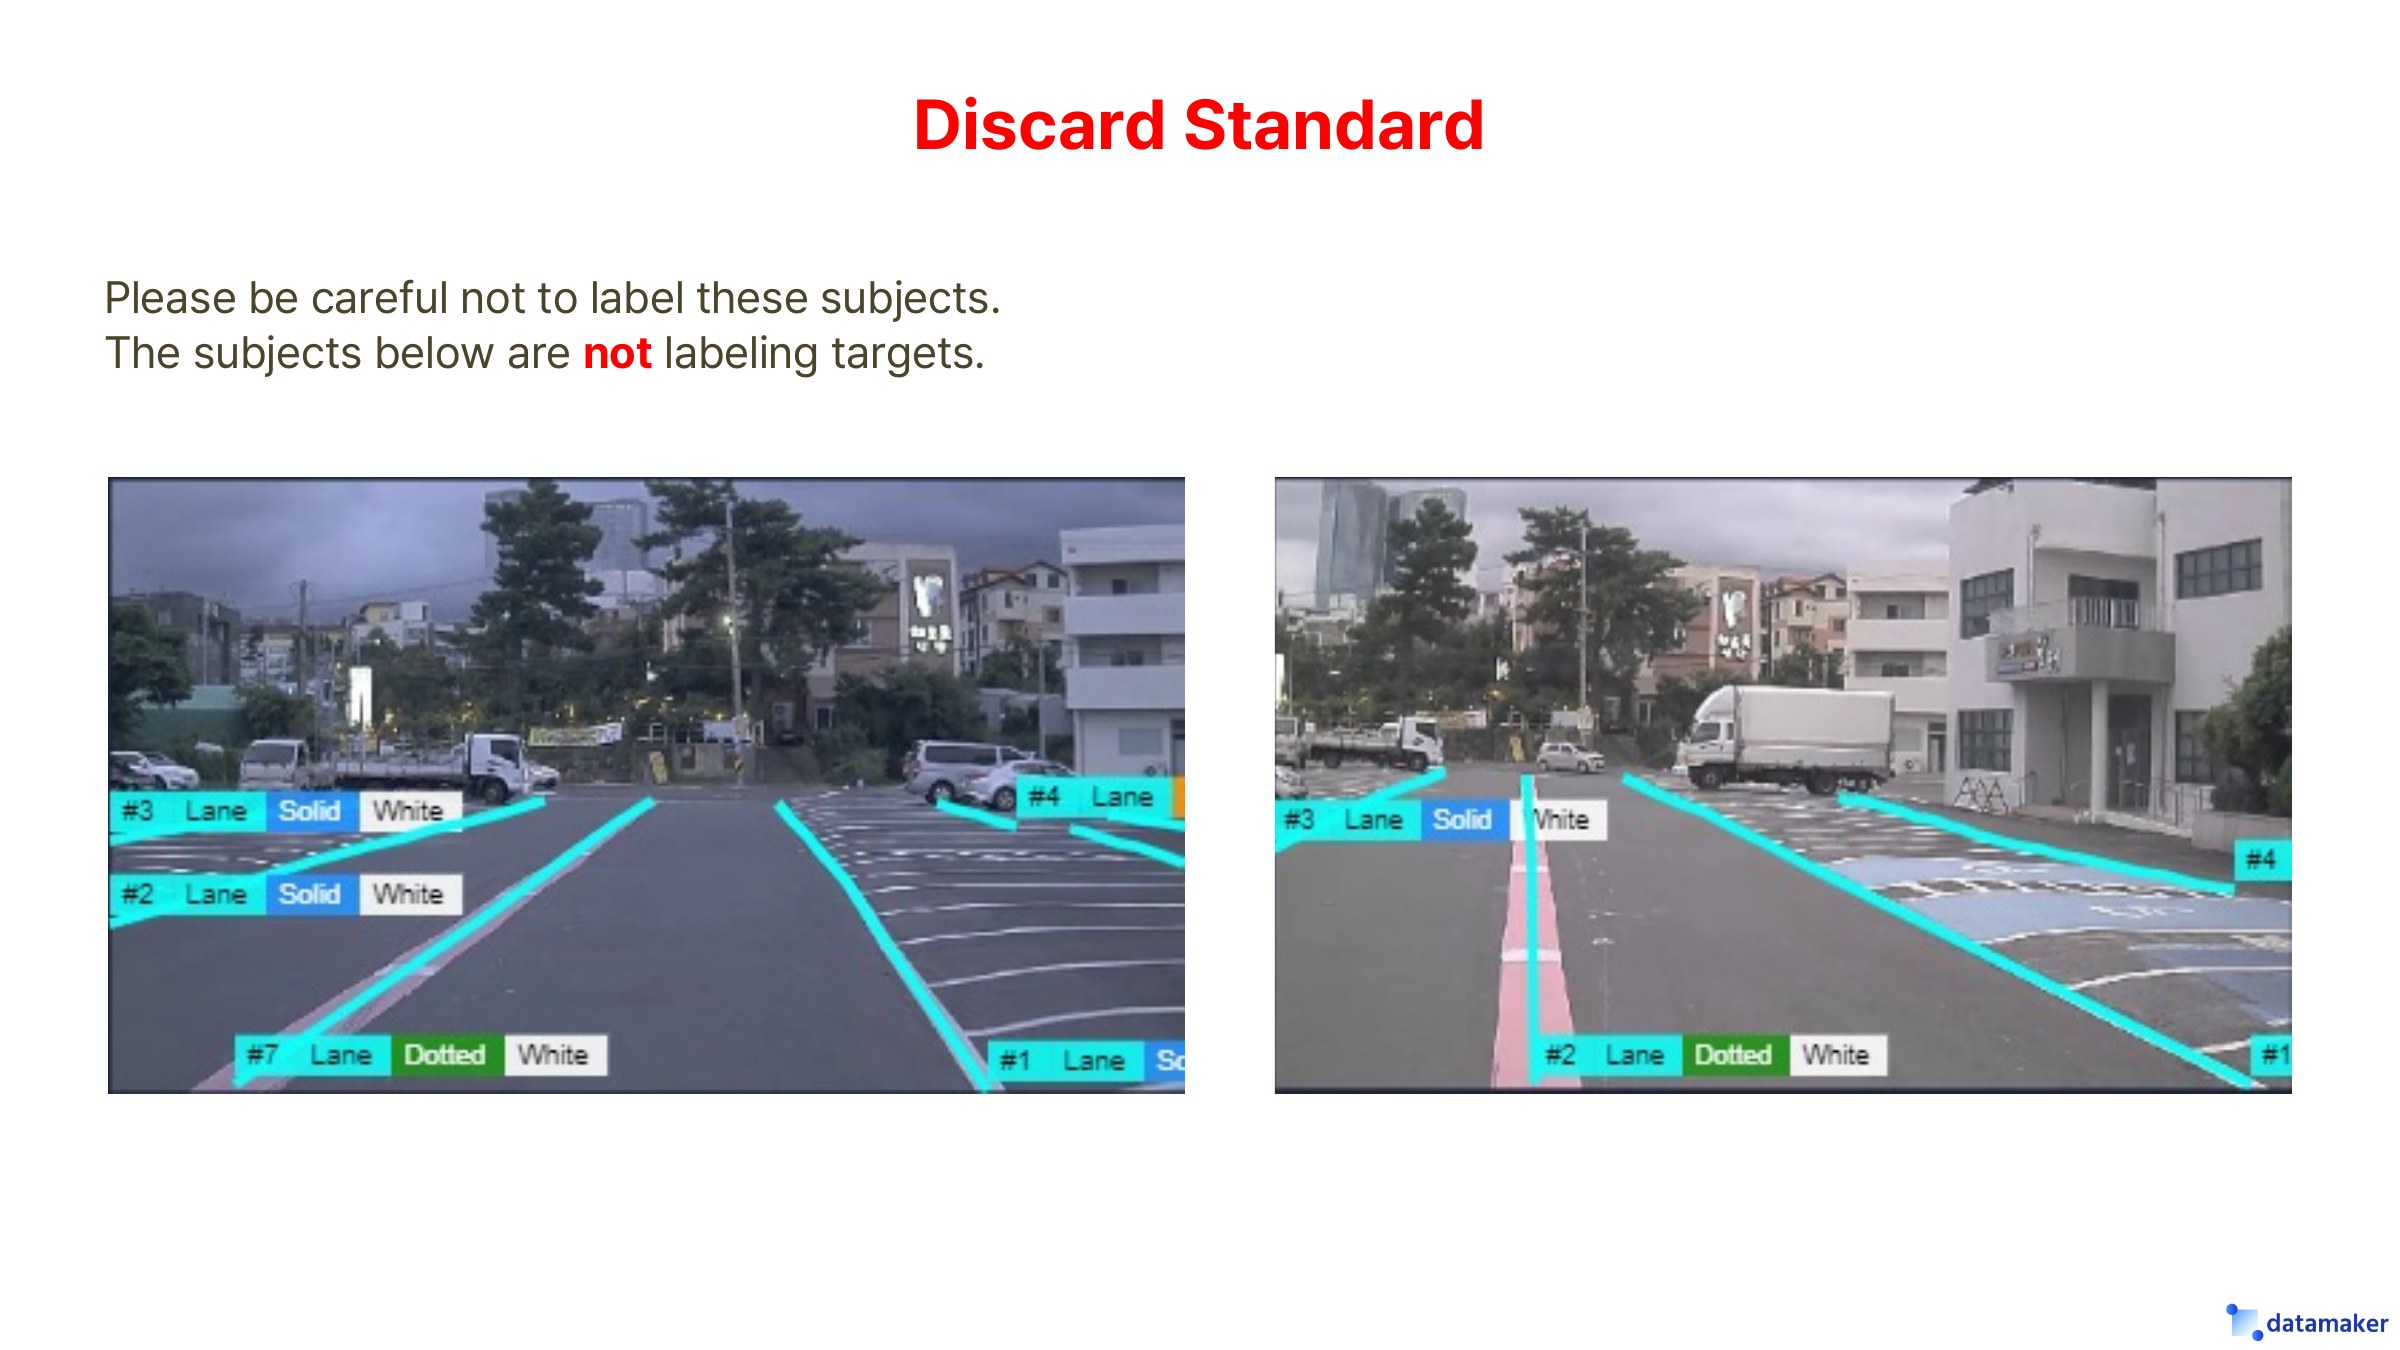 Discard Standard
Please be careful not to label these subjects.
The subjects below are not labeling targets.
#3 Lane Solid White
#4 Lane
#2 Lane Solid White
#7 Lane Dotted White
#1 Lane So
#3 Lane Solid White
#4
#2 Lane Dotted White
#1
datamaker